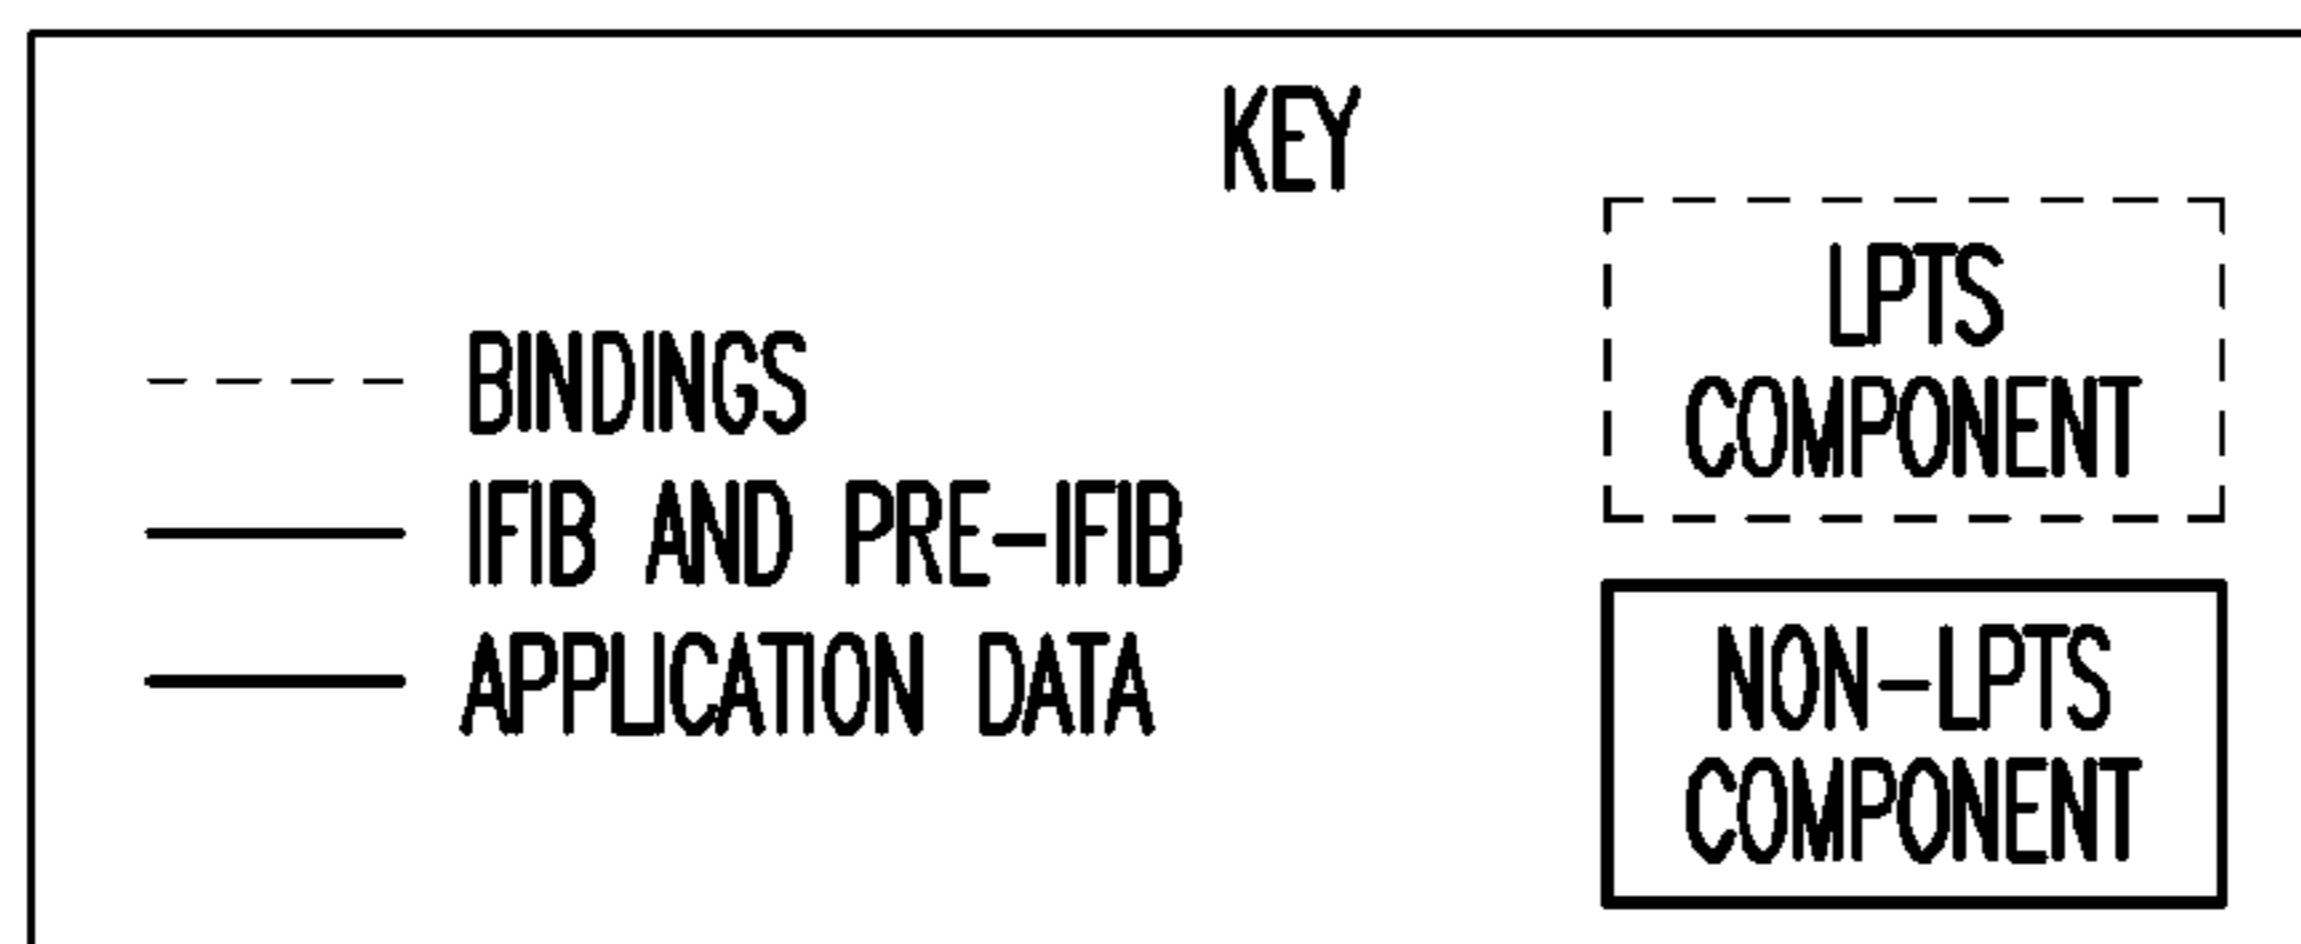 KEY
BINDINGS
IFIB AND PRE-IFIB
APPLICATION DATA
LPTS
COMPONENT
NON-LPTS
COMPONENT